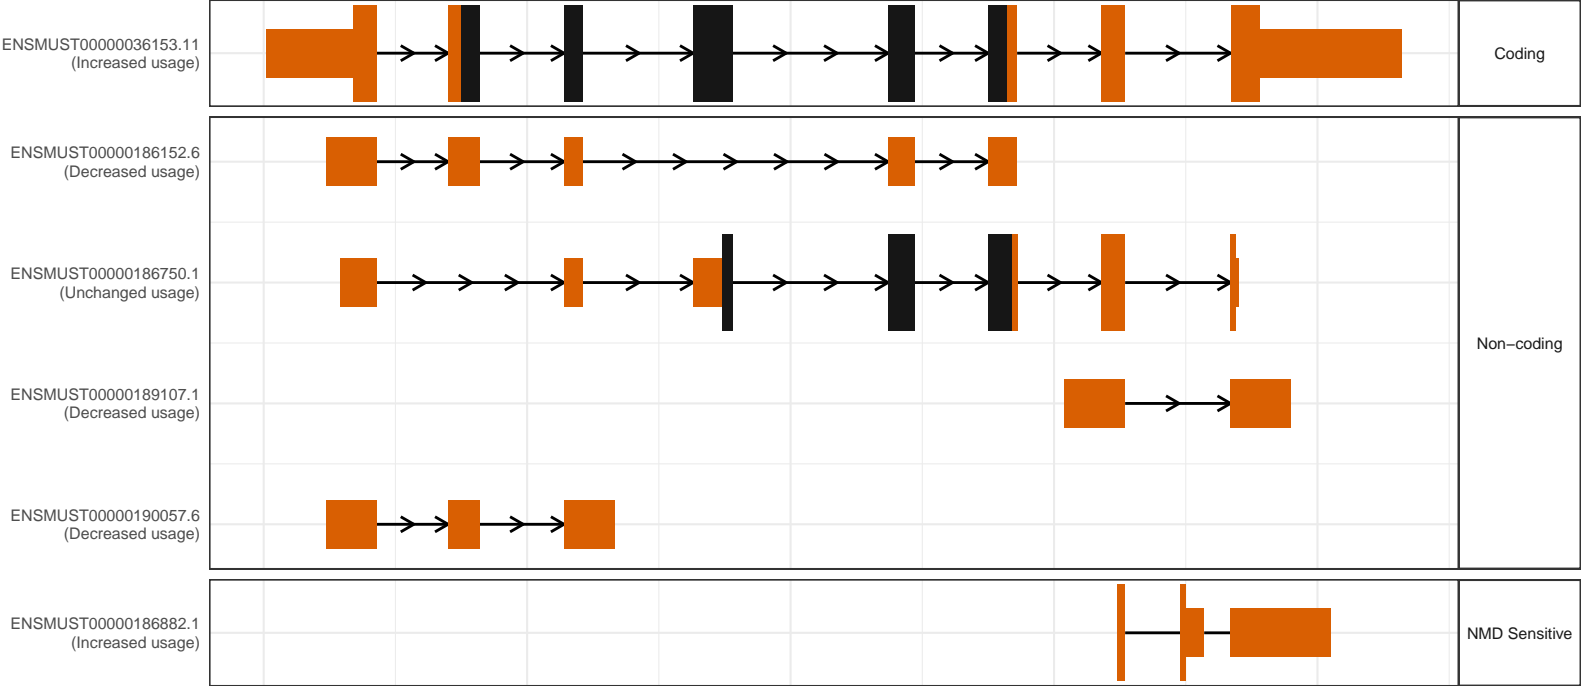 ENSMUST00000036153.11
(Increased usage)
Coding
ENSMUST00000186152.6
(Decreased usage)
ENSMUST00000186750.1
(Unchanged usage)
Non−coding
ENSMUST00000189107.1
(Decreased usage)
ENSMUST00000190057.6
(Decreased usage)
ENSMUST00000186882.1
(Increased usage)
NMD Sensitive